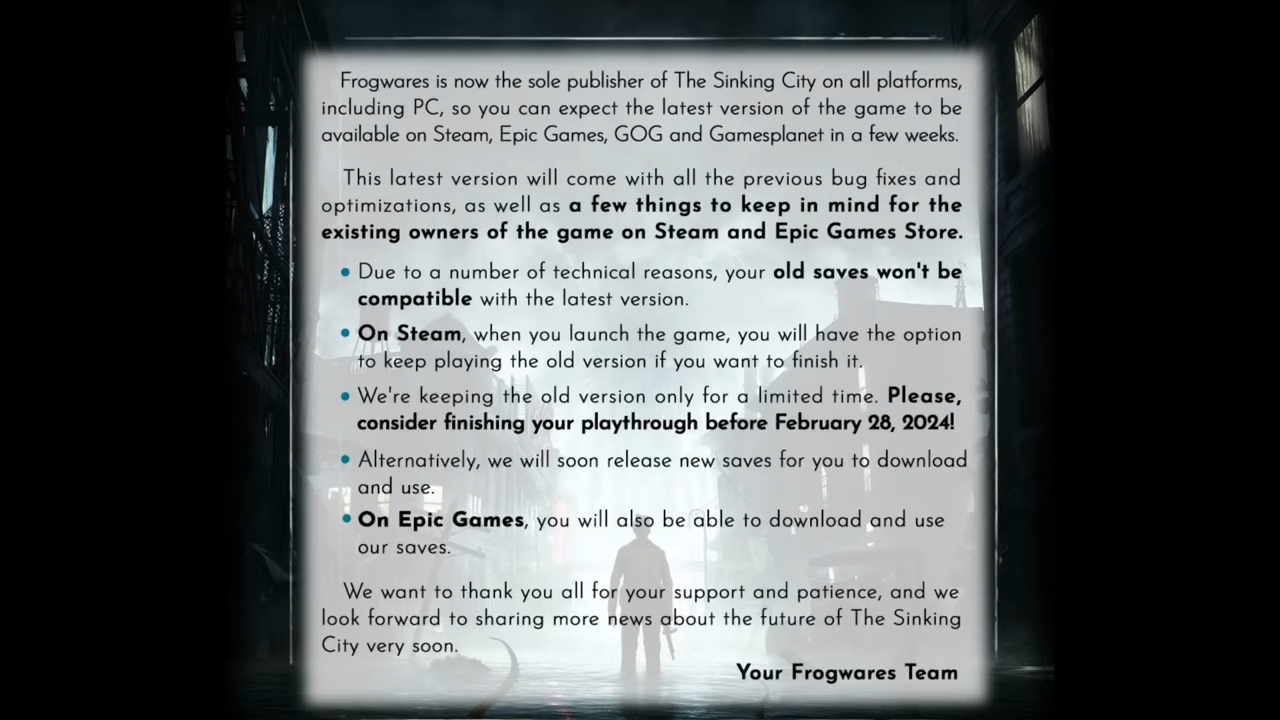 Frogwares is now the sole publisher of The Sinking City on all platforms,
including PC, so you can expect the latest version of the game to be
available on Steam, Epic Games, GOG and Gamesplanet in a few weeks.
This latest version will come with all the previous bug fixes and
optimizations, as well as a few things to keep in mind for the
existing owners of the game on Steam and Epic Games Store.
• Due to a number of technical reasons, your old saves won't be
compatible with the latest version.
• On Steam, when you launch the game, you will have the option
to keep playing the old version if you want to finish it.
• We're keeping the old version only for a limited time. Please,
consider finishing your playthrough before February 28, 2024!
• Alternatively, we will soon release new saves for you to download
and use.
• On Epic Games, you will also be able to download and use
our saves.
We want to thank you all for your support and patience, and we
look forward to sharing more news about the future of The Sinking
City very soon.
Your Frogwares Team